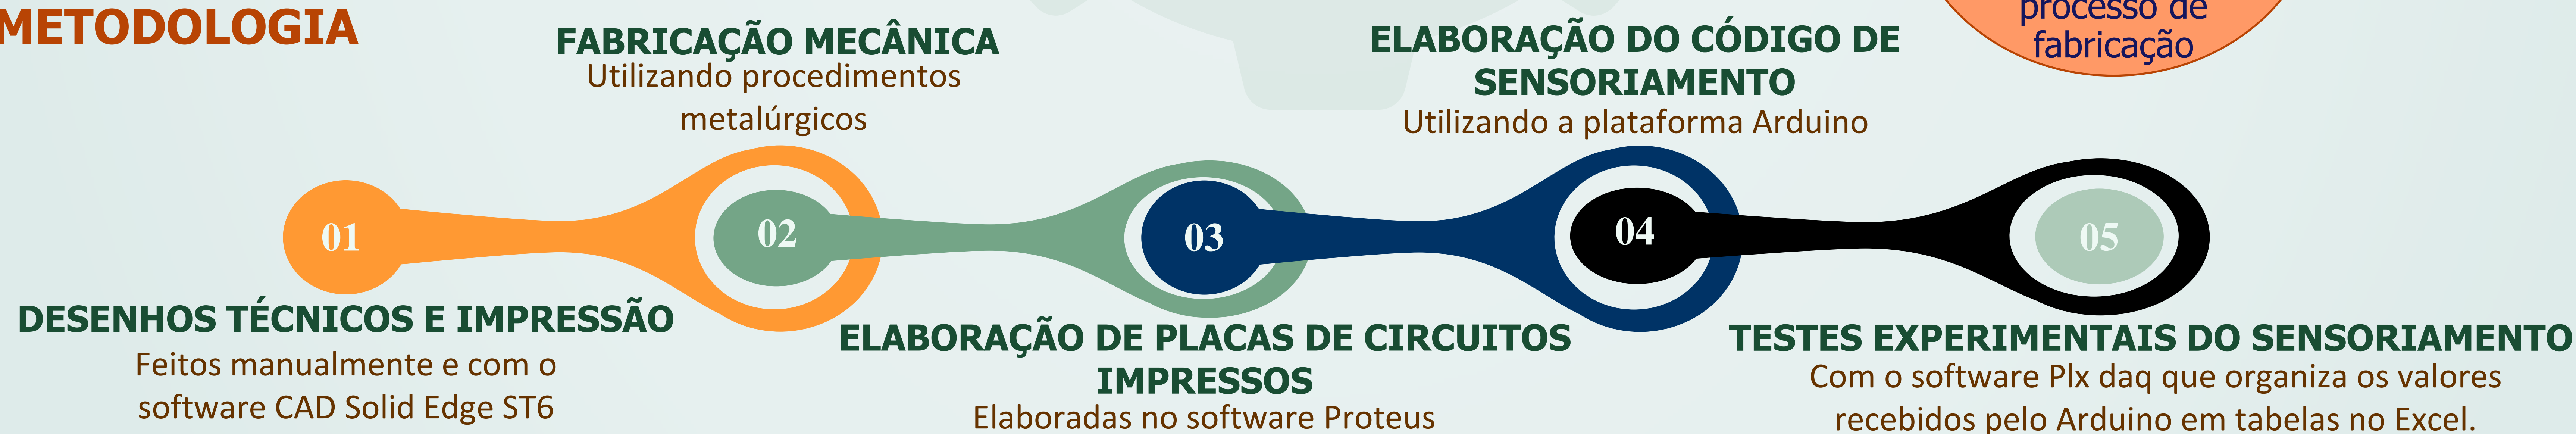 METODOLOGIA
processo de
fabricação
01
DESENHOS TÉCNICOS E IMPRESSÃO
Feitos manualmente e com o
software CAD Solid Edge ST6
FABRICAÇÃO MECÂNICA
Utilizando procedimentos
metalúrgicos
02
03
ELABORAÇÃO DE PLACAS DE CIRCUITOS
IMPRESSOS
Elaboradas no software Proteus
ELABORAÇÃO DO CÓDIGO DE
SENSORIAMENTO
Utilizando a plataforma Arduino
04
05
TESTES EXPERIMENTAIS DO SENSORIAMENTO
Com o software Plx daq que organiza os valores
recebidos pelo Arduino em tabelas no Excel.